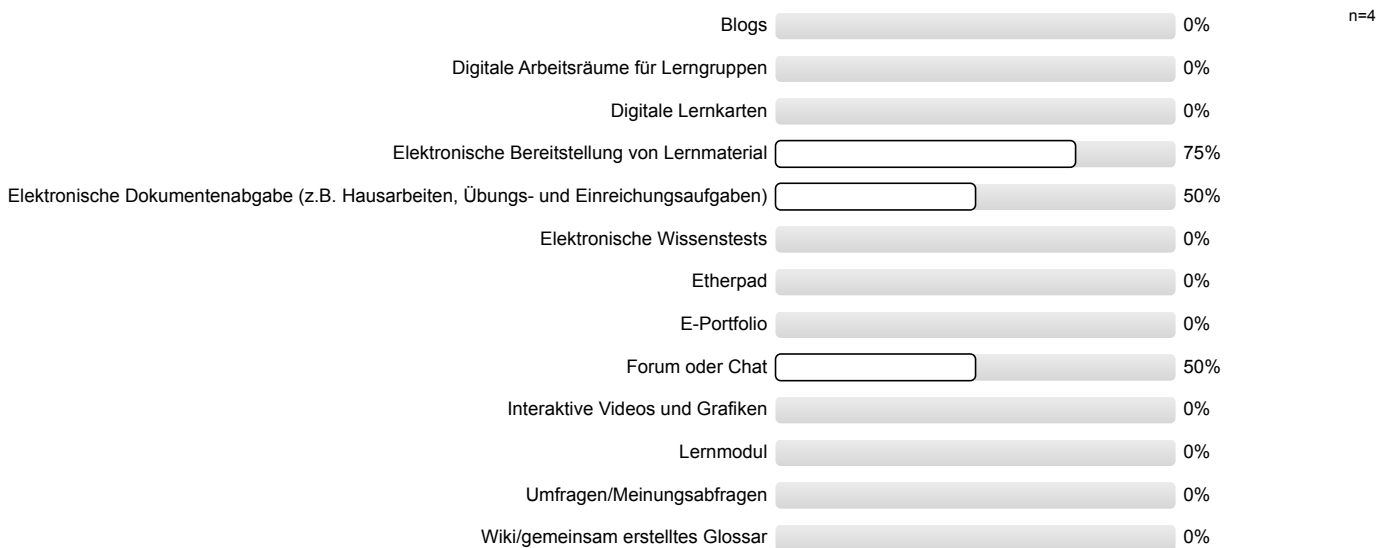 n=4
Blogs 0%
Digitale Arbeitsräume für Lerngruppen 0%
Digitale Lernkarten 0%
Elektronische Bereitstellung von Lernmaterial 75%
Elektronische Dokumentenabgabe (z.B. Hausarbeiten, Übungs- und Einreichungsaufgaben) 50%
Elektronische Wissenstests 0%
Etherpad 0%
E-Portfolio 0%
Forum oder Chat 50%
Interaktive Videos und Grafiken 0%
Lernmodul 0%
Umfragen/Meinungsabfragen 0%
Wiki/gemeinsam erstelltes Glossar 0%